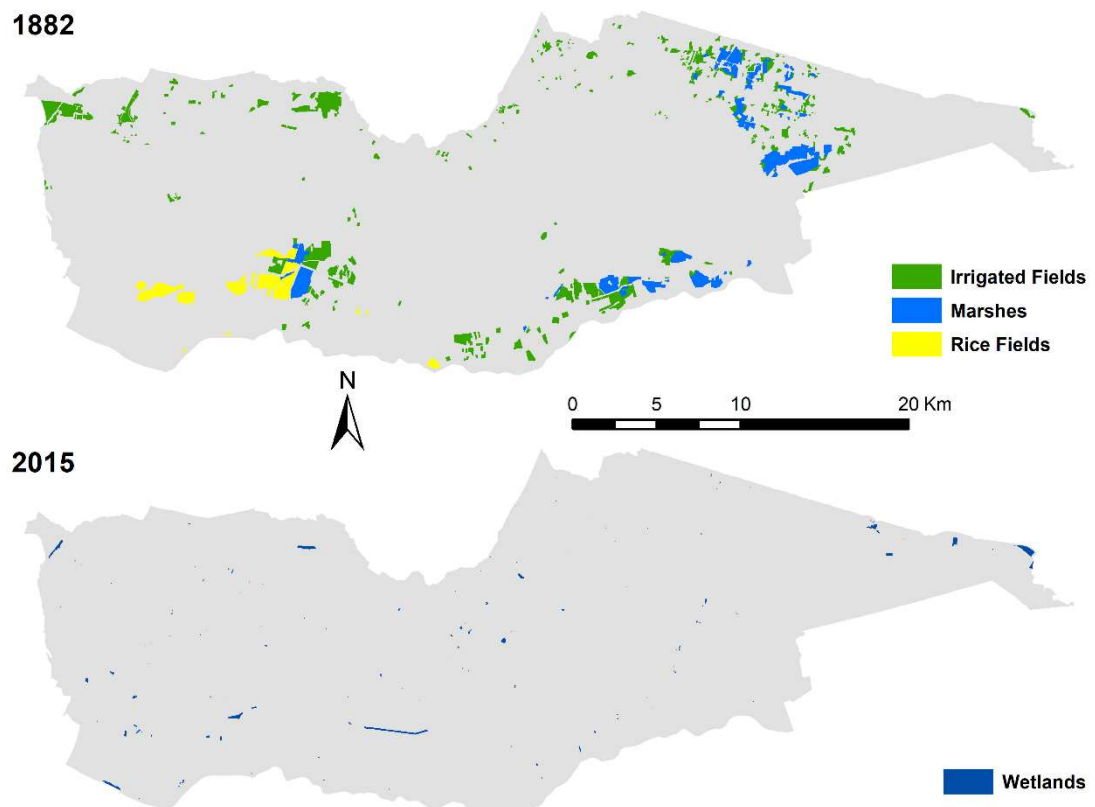 1882
Irrigated Fields
Marshes
Rice Fields
N
0 5 10 20 Km
2015
Wetlands